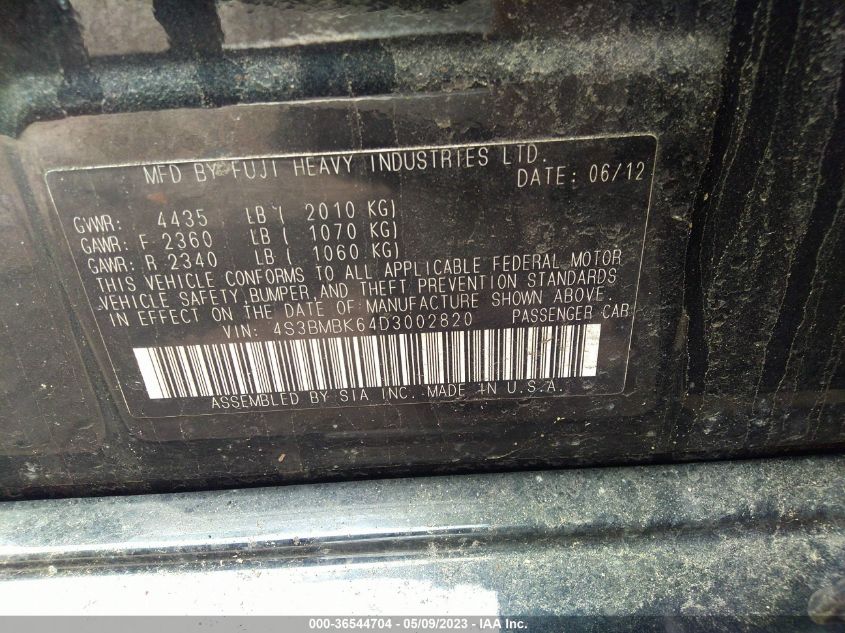 MFD BY FUJI HEAVY INDUSTRIES LTD.
DATE: 06/12
GVWR: 4435 LB ( 2010 KG)
GAWR: F 2360 LB ( 1070 KG)
GAWR: R 2340 LB ( 1060 KG)
THIS VEHICLE CONFORMS TO ALL APPLICABLE FEDERAL MOTOR
VEHICLE SAFETY, BUMPER, AND THEFT PREVENTION STANDARDS
IN EFFECT ON THE DATE OF MANUFACTURE SHOWN ABOVE.
VIN: 4S3BMBK64D3002820 PASSENGER CAR
ASSEMBLED BY SIA INC. MADE IN U.S.A.
000-36544704 - 05/09/2023 - IAA Inc.